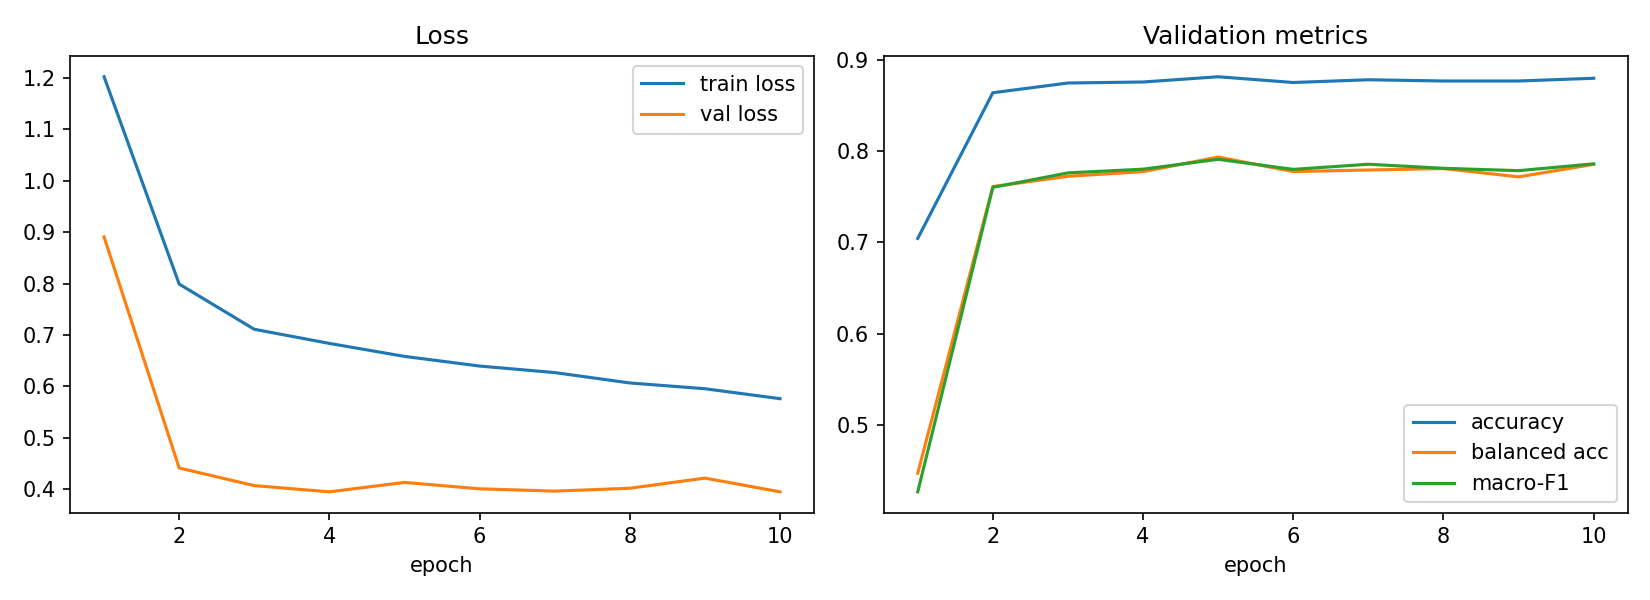 Loss
1.2
1.1
1.0
0.9
0.8
0.7
0.6
0.5
0.4
2 4 6 8 10
epoch
train loss
val loss
Validation metrics
0.9
0.8
0.7
0.6
0.5
2 4 6 8 10
epoch
accuracy
balanced acc
macro-F1